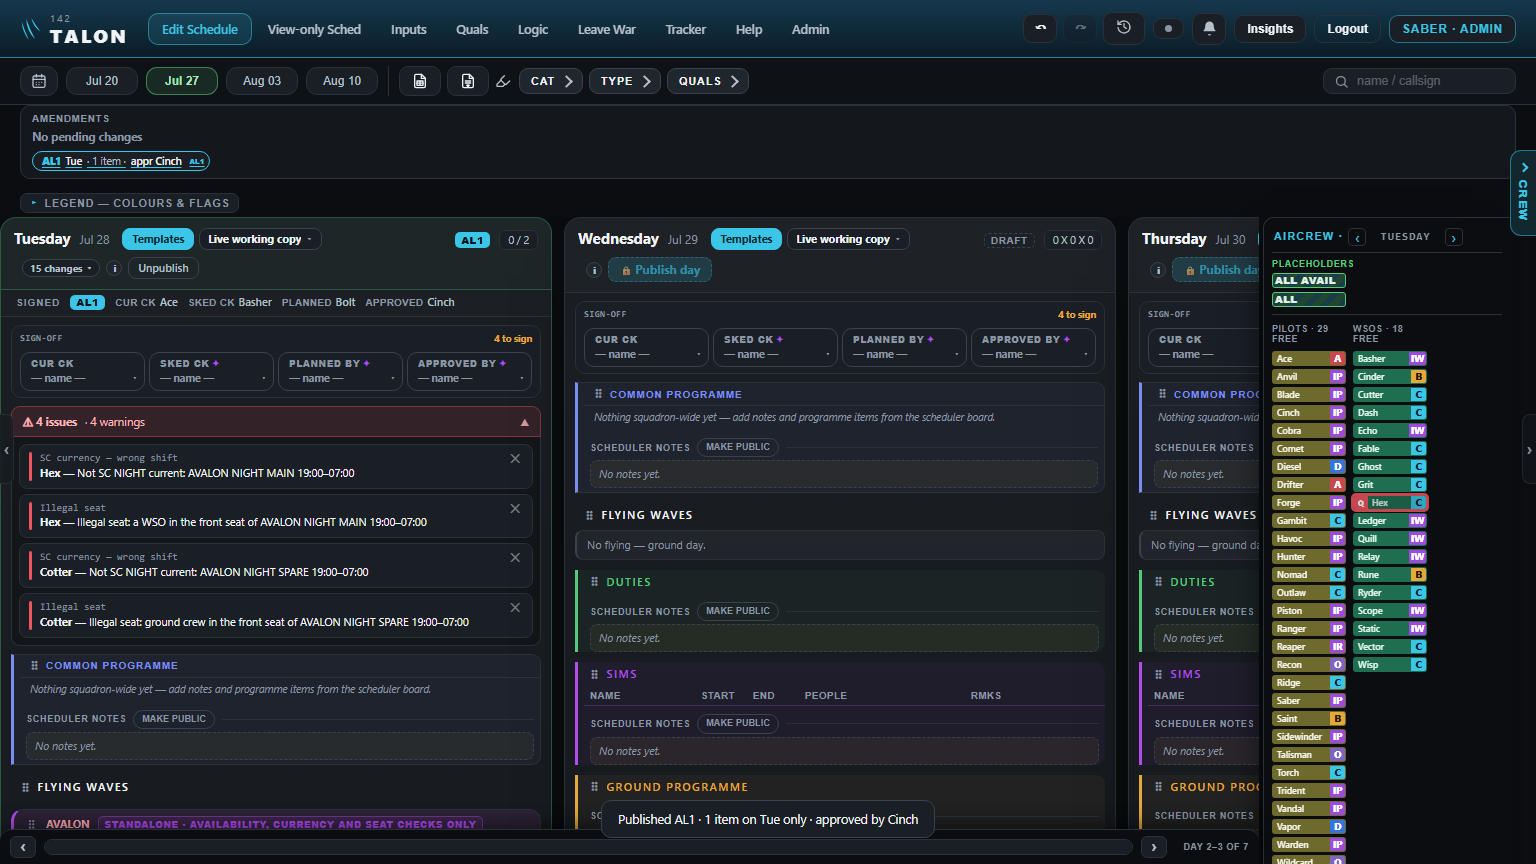 142
TALON
Edit Schedule
View-only Sched
Inputs
Quals
Logic
Leave War
Tracker
Help
Admin
Insights
Logout
SABER · ADMIN
Jul 20
Jul 27
Aug 03
Aug 10
CAT
TYPE
QUALS
name / callsign
AMENDMENTS
No pending changes
AL1 Tue · 1 item · appr Cinch AL1
LEGEND — COLOURS & FLAGS
CREW
Tuesday Jul 28
Templates
Live working copy
AL1
0 / 2
15 changes
i
Unpublish
SIGNED AL1 CUR CK Ace SKED CK Basher PLANNED Bolt APPROVED Cinch
SIGN-OFF
4 to sign
CUR CK
— name —
SKED CK
— name —
PLANNED BY
— name —
APPROVED BY
— name —
4 issues · 4 warnings
SC currency — wrong shift
Hex — Not SC NIGHT current: AVALON NIGHT MAIN 19:00–07:00
Illegal seat
Hex — Illegal seat: a WSO in the front seat of AVALON NIGHT MAIN 19:00–07:00
SC currency — wrong shift
Cotter — Not SC NIGHT current: AVALON NIGHT SPARE 19:00–07:00
Illegal seat
Cotter — Illegal seat: ground crew in the front seat of AVALON NIGHT SPARE 19:00–07:00
COMMON PROGRAMME
Nothing squadron-wide yet — add notes and programme items from the scheduler board.
SCHEDULER NOTES
MAKE PUBLIC
No notes yet.
FLYING WAVES
AVALON
STANDALONE · AVAILABILITY, CURRENCY AND SEAT CHECKS ONLY
Wednesday Jul 29
Templates
Live working copy
DRAFT
0X0X0
i
Publish day
SIGN-OFF
4 to sign
CUR CK
— name —
SKED CK
— name —
PLANNED BY
— name —
APPROVED BY
— name —
COMMON PROGRAMME
Nothing squadron-wide yet — add notes and programme items from the scheduler board.
SCHEDULER NOTES
MAKE PUBLIC
No notes yet.
FLYING WAVES
No flying — ground day.
DUTIES
SCHEDULER NOTES
MAKE PUBLIC
No notes yet.
SIMS
NAME START END PEOPLE RMKS
SCHEDULER NOTES
MAKE PUBLIC
No notes yet.
GROUND PROGRAMME
Thursday Jul 30
i
Publish da
SIGN-OFF
CUR CK
— name —
COMMON PROG
Nothing squadron-wi
SCHEDULER NOTES
No notes yet.
FLYING WAVES
No flying — ground da
DUTIES
SCHEDULER NOTES
No notes yet.
SIMS
NAME
SCHEDULER NOTES
No notes yet.
GROUND PROG
SCHEDULER NOTES
AIRCREW ·
TUESDAY
PLACEHOLDERS
ALL AVAIL
ALL
PILOTS · 29 FREE
WSOS · 18 FREE
Ace A
Anvil IP
Blade IP
Cinch IP
Cobra IP
Comet IP
Diesel D
Drifter A
Forge IP
Gambit C
Havoc IP
Hunter IP
Nomad C
Outlaw C
Piston IP
Ranger IP
Reaper IR
Recon O
Ridge C
Saber IP
Saint B
Sidewinder IP
Talisman O
Torch C
Trident IP
Vandal IP
Vapor D
Warden IP
Wildcard O
Basher IW
Cinder B
Cutter C
Dash C
Echo IW
Fable C
Ghost C
Grit C
Q Hex C
Ledger IW
Quill IW
Relay IW
Rune B
Ryder C
Scope IW
Static IW
Vector C
Wisp C
Published AL1 · 1 item on Tue only · approved by Cinch
DAY 2–3 OF 7